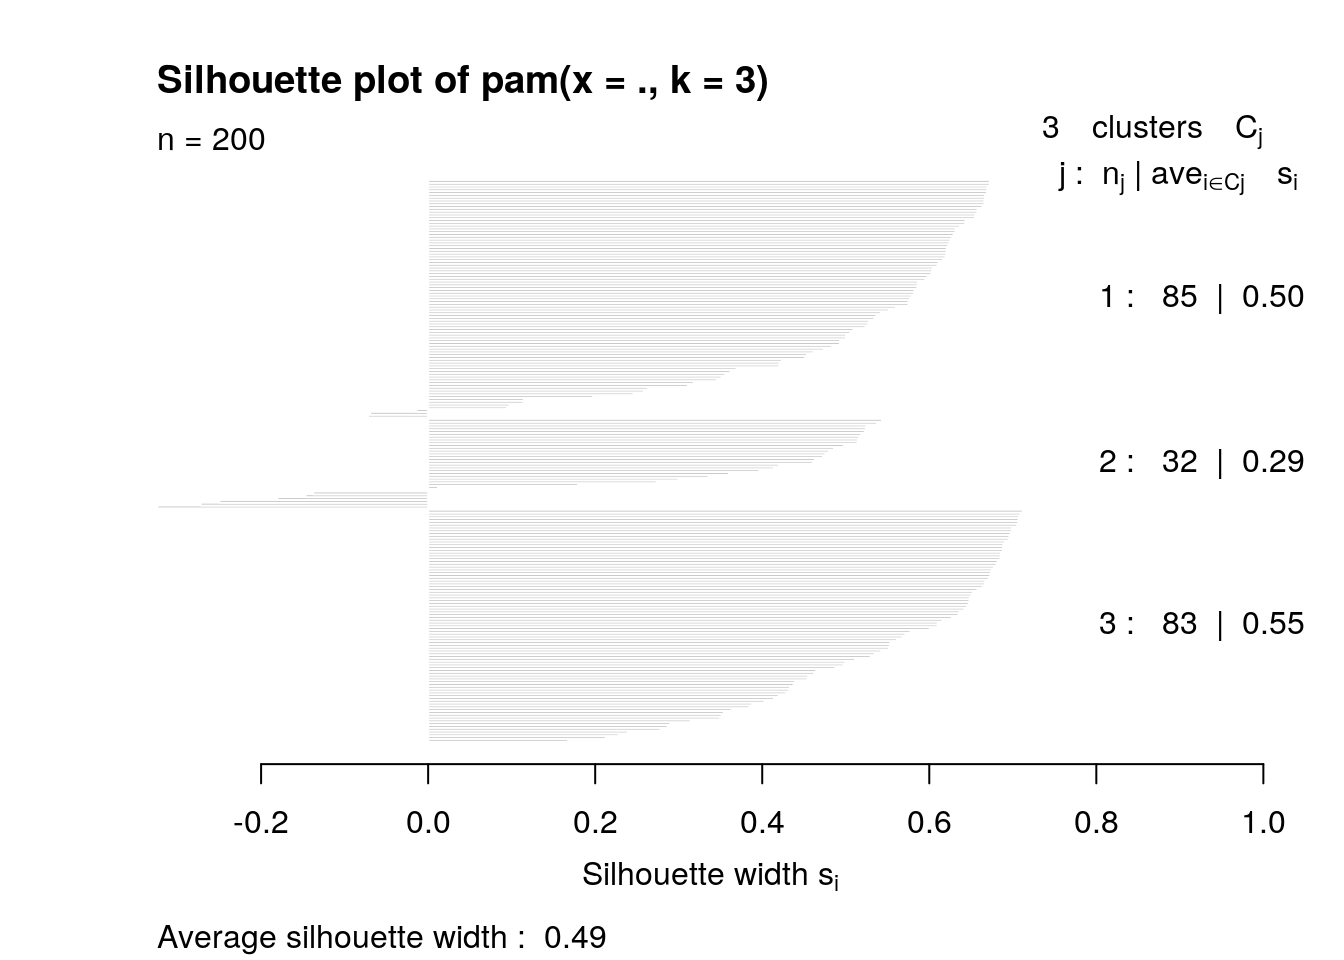 Silhouette plot of pam(x = ., k = 3)
n = 200
3 clusters Cj
j : nj | avei∈Cj si
1 : 85 | 0.50
2 : 32 | 0.29
3 : 83 | 0.55
-0.2 0.0 0.2 0.4 0.6 0.8 1.0
Silhouette width si
Average silhouette width : 0.49